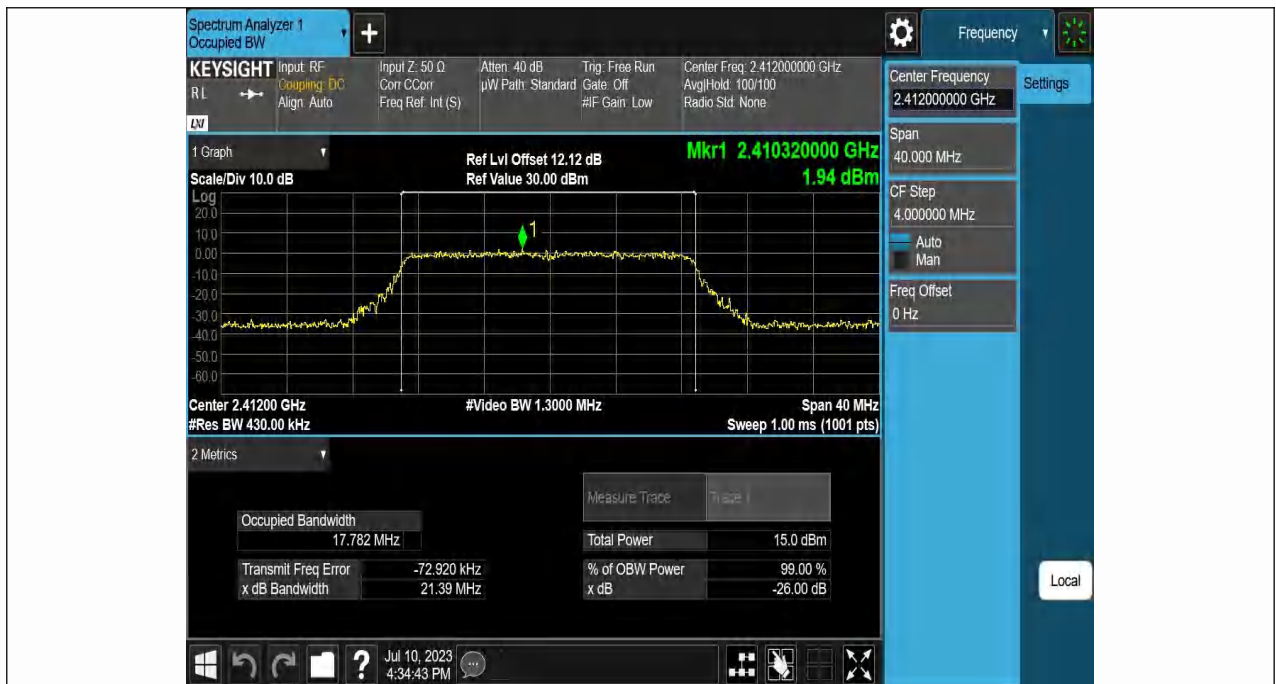 Spectrum Analyzer 1
Occupied BW
+
Frequency
KEYSIGHT
RL
LXI
Input: RF
Coupling: DC
Align: Auto
Input Z: 50 Ω
Corr CCorr
Freq Ref: Int (S)
Atten: 40 dB
µW Path: Standard
Trig: Free Run
Gate: Off
#IF Gain: Low
Center Freq: 2.412000000 GHz
Avg|Hold: 100/100
Radio Std: None
Center Frequency
2.412000000 GHz
Settings
Span
40.000 MHz
CF Step
4.000000 MHz
Auto
Man
Freq Offset
0 Hz
Local
1 Graph
Scale/Div 10.0 dB
Ref Lvl Offset 12.12 dB
Ref Value 30.00 dBm
Mkr1 2.410320000 GHz
1.94 dBm
Log
20.0
10.0
0.00
-10.0
-20.0
-30.0
-40.0
-50.0
-60.0
1
Center 2.41200 GHz
#Res BW 430.00 kHz
#Video BW 1.3000 MHz
Span 40 MHz
Sweep 1.00 ms (1001 pts)
2 Metrics
Measure Trace
Trace 1
Occupied Bandwidth
17.782 MHz
Total Power
15.0 dBm
Transmit Freq Error
-72.920 kHz
% of OBW Power
99.00 %
x dB Bandwidth
21.39 MHz
x dB
-26.00 dB
?
Jul 10, 2023
4:34:43 PM